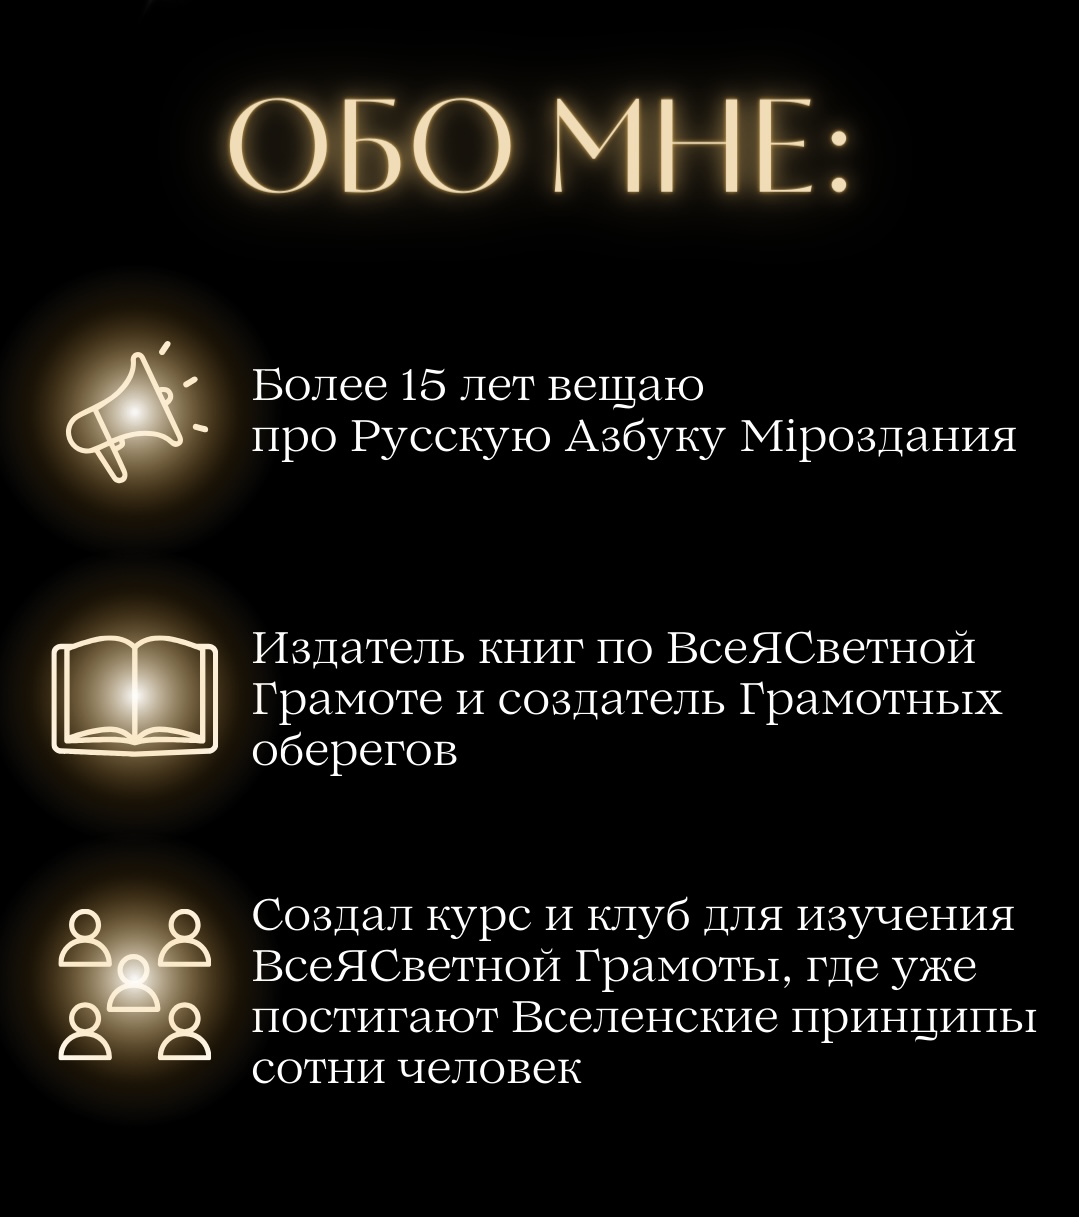 ОБО МНЕ:
Более 15 лет вещаю
про Русскую Азбуку Мiроздания
Издатель книг по ВсеЯСветной
Грамоте и создатель Грамотных
оберегов
Создал курс и клуб для изучения
ВсеЯСветной Грамоты, где уже
постигают Вселенские принципы
сотни человек